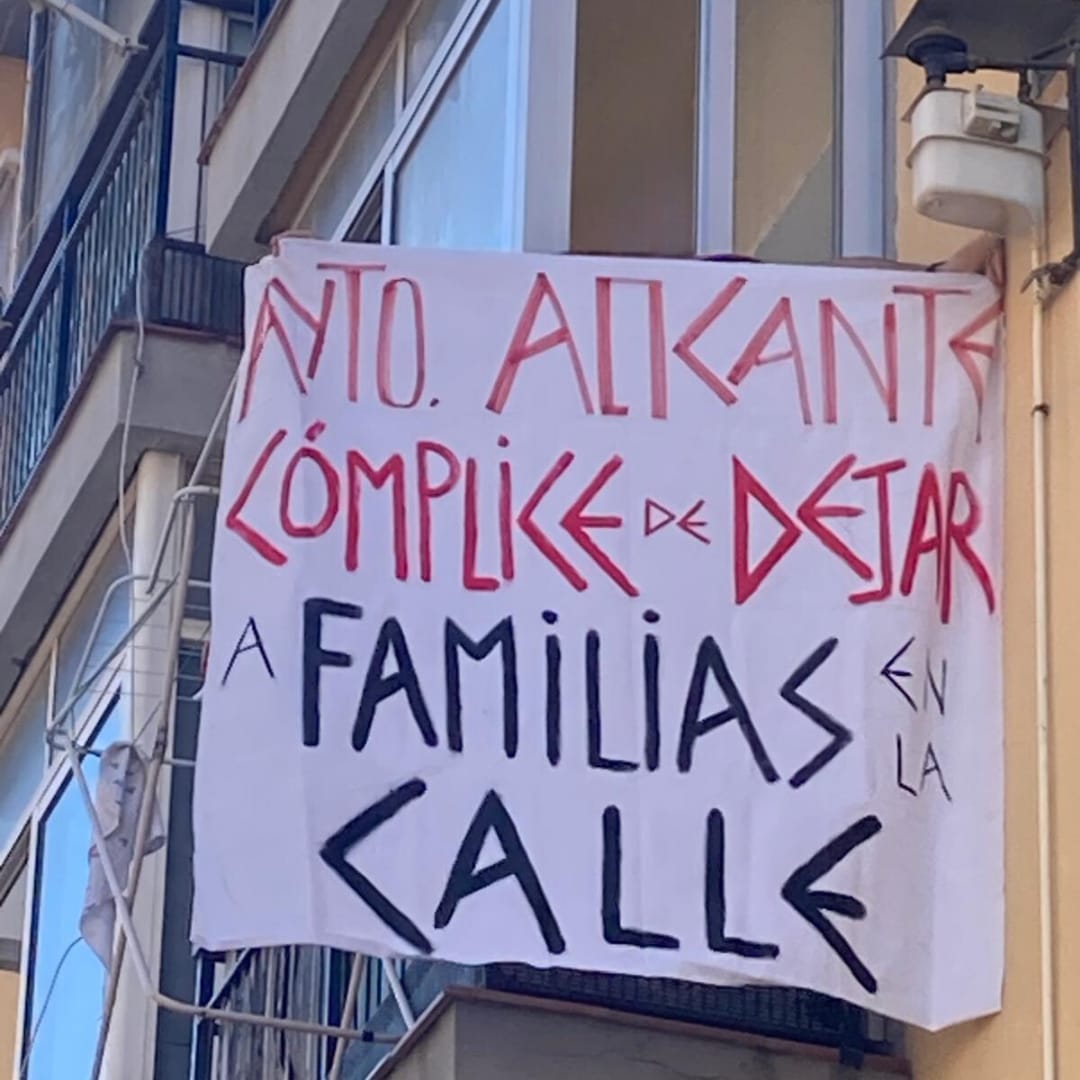 AYTO. ALICANTE
CÓMPLICE DE DEJAR
A FAMILIAS EN LA
CALLE